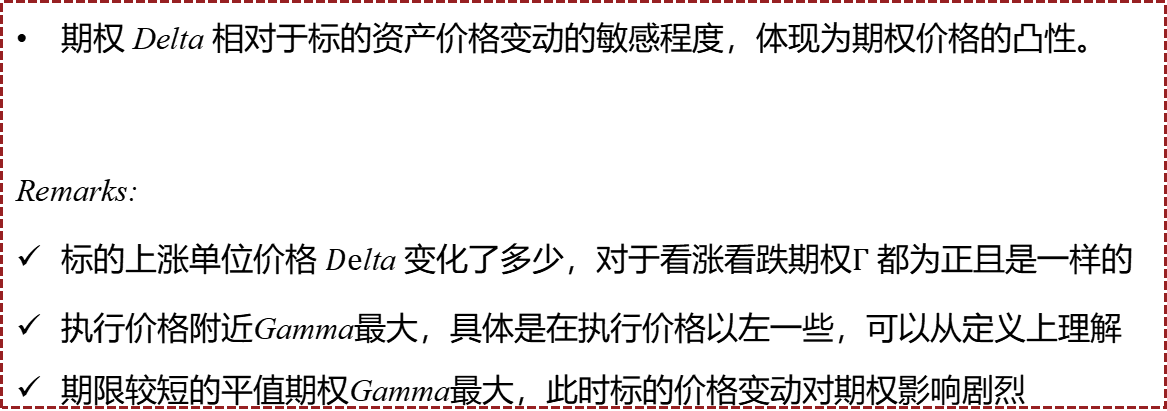 • 期权 Delta 相对于标的资产价格变动的敏感程度，体现为期权价格的凸性。
Remarks:
✓ 标的上涨单位价格 Delta 变化了多少，对于看涨看跌期权Γ 都为正且是一样的
✓ 执行价格附近Gamma最大，具体是在执行价格以左一些，可以从定义上理解
✓ 期限较短的平值期权Gamma最大，此时标的价格变动对期权影响剧烈